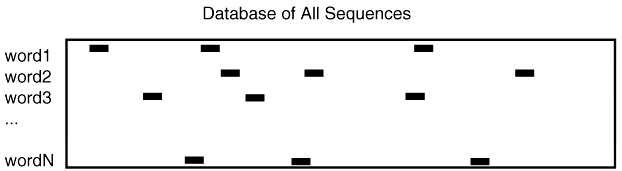 Database of All Sequences
word1
word2
word3
...
wordN